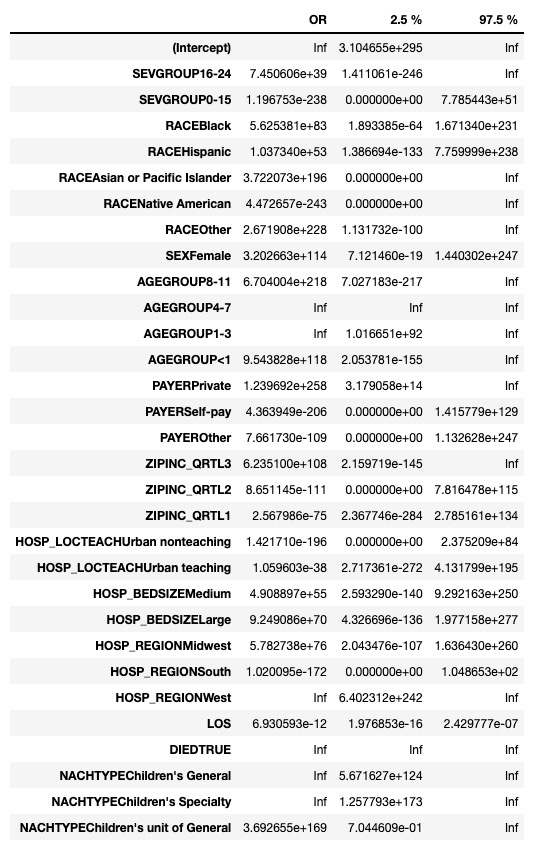 OR 2.5 % 97.5 %
(Intercept) Inf 3.104655e+295 Inf
SEVGROUP16-24 7.450606e+39 1.411061e-246 Inf
SEVGROUP0-15 1.196753e-238 0.000000e+00 7.785443e+51
RACEBlack 5.625381e+83 1.893385e-64 1.671340e+231
RACEHispanic 1.037340e+53 1.386694e-133 7.759999e+238
RACEAsian or Pacific Islander 3.722073e+196 0.000000e+00 Inf
RACENative American 4.472657e-243 0.000000e+00 Inf
RACEOther 2.671908e+228 1.131732e-100 Inf
SEXFemale 3.202663e+114 7.121460e-19 1.440302e+247
AGEGROUP8-11 6.704004e+218 7.027183e-217 Inf
AGEGROUP4-7 Inf Inf Inf
AGEGROUP1-3 Inf 1.016651e+92 Inf
AGEGROUP<1 9.543828e+118 2.053781e-155 Inf
PAYERPrivate 1.239692e+258 3.179058e+14 Inf
PAYERSelf-pay 4.363949e-206 0.000000e+00 1.415779e+129
PAYEROther 7.661730e-109 0.000000e+00 1.132628e+247
ZIPINC_QRTL3 6.235100e+108 2.159719e-145 Inf
ZIPINC_QRTL2 8.651145e-111 0.000000e+00 7.816478e+115
ZIPINC_QRTL1 2.567986e-75 2.367746e-284 2.785161e+134
HOSP_LOCTEACHUrban nonteaching 1.421710e-196 0.000000e+00 2.375209e+84
HOSP_LOCTEACHUrban teaching 1.059603e-38 2.717361e-272 4.131799e+195
HOSP_BEDSIZEMedium 4.908897e+55 2.593290e-140 9.292163e+250
HOSP_BEDSIZELarge 9.249086e+70 4.326696e-136 1.977158e+277
HOSP_REGIONMidwest 5.782738e+76 2.043476e-107 1.636430e+260
HOSP_REGIONSouth 1.020095e-172 0.000000e+00 1.048653e+02
HOSP_REGIONWest Inf 6.402312e+242 Inf
LOS 6.930593e-12 1.976853e-16 2.429777e-07
DIEDTRUE Inf Inf Inf
NACHTYPEChildren's General Inf 5.671627e+124 Inf
NACHTYPEChildren's Specialty Inf 1.257793e+173 Inf
NACHTYPEChildren's unit of General 3.692655e+169 7.044609e-01 Inf